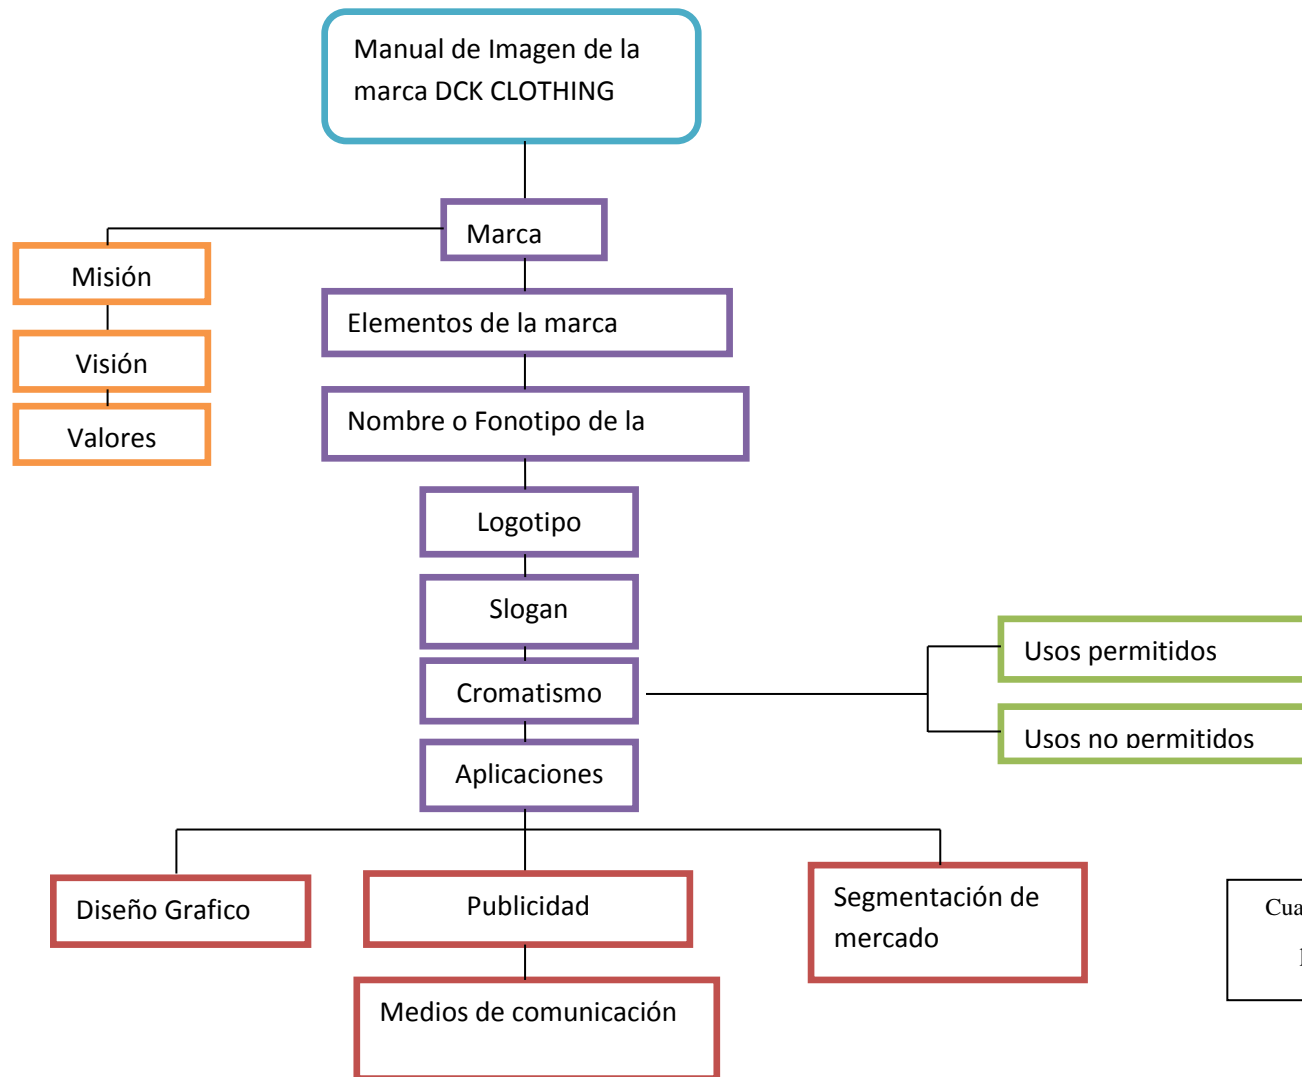 Manual de Imagen de la
marca DCK CLOTHING
Marca
Misión
Elementos de la marca
Visión
Nombre o Fonotipo de la
Valores
Logotipo
Slogan
Usos permitidos
Cromatismo
Usos no permitidos
Aplicaciones
Diseño Grafico
Publicidad
Segmentación de
mercado
Medios de comunicación